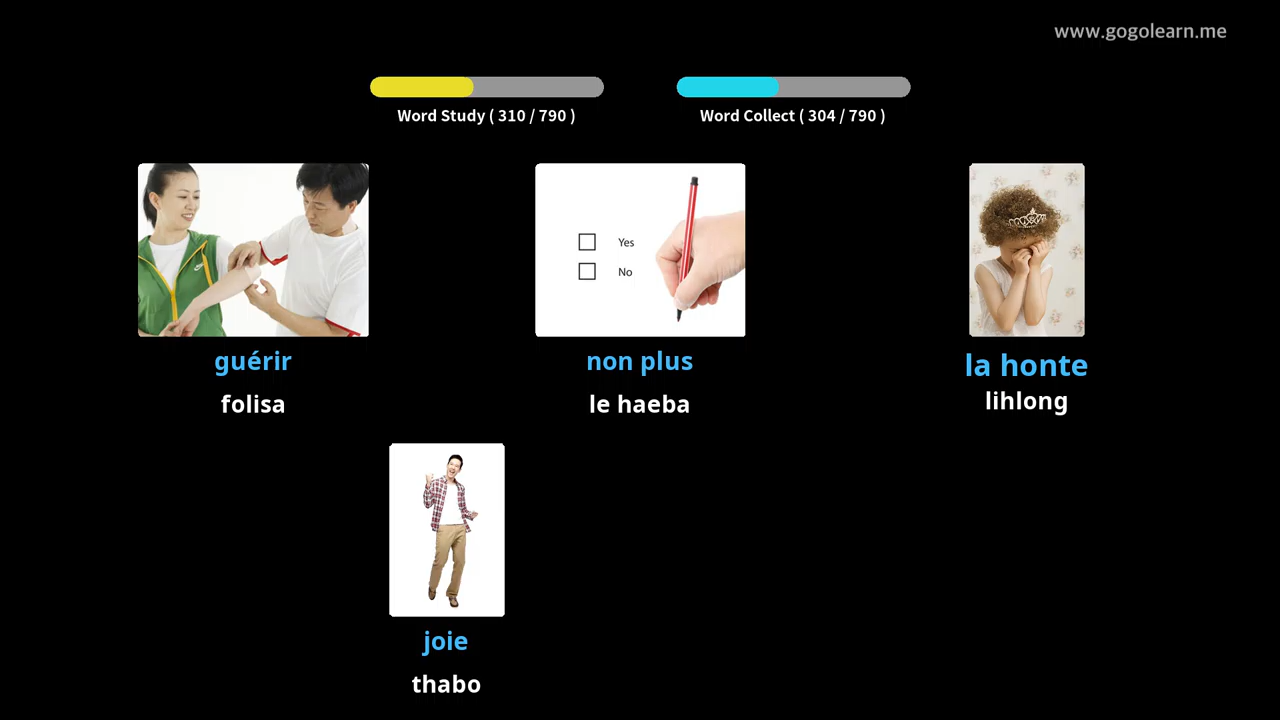 www.gogolearn.me
Word Study ( 310 / 790 )
Word Collect ( 304 / 790 )
Yes
No
guérir
non plus
la honte
folisa
le haeba
lihlong
joie
thabo